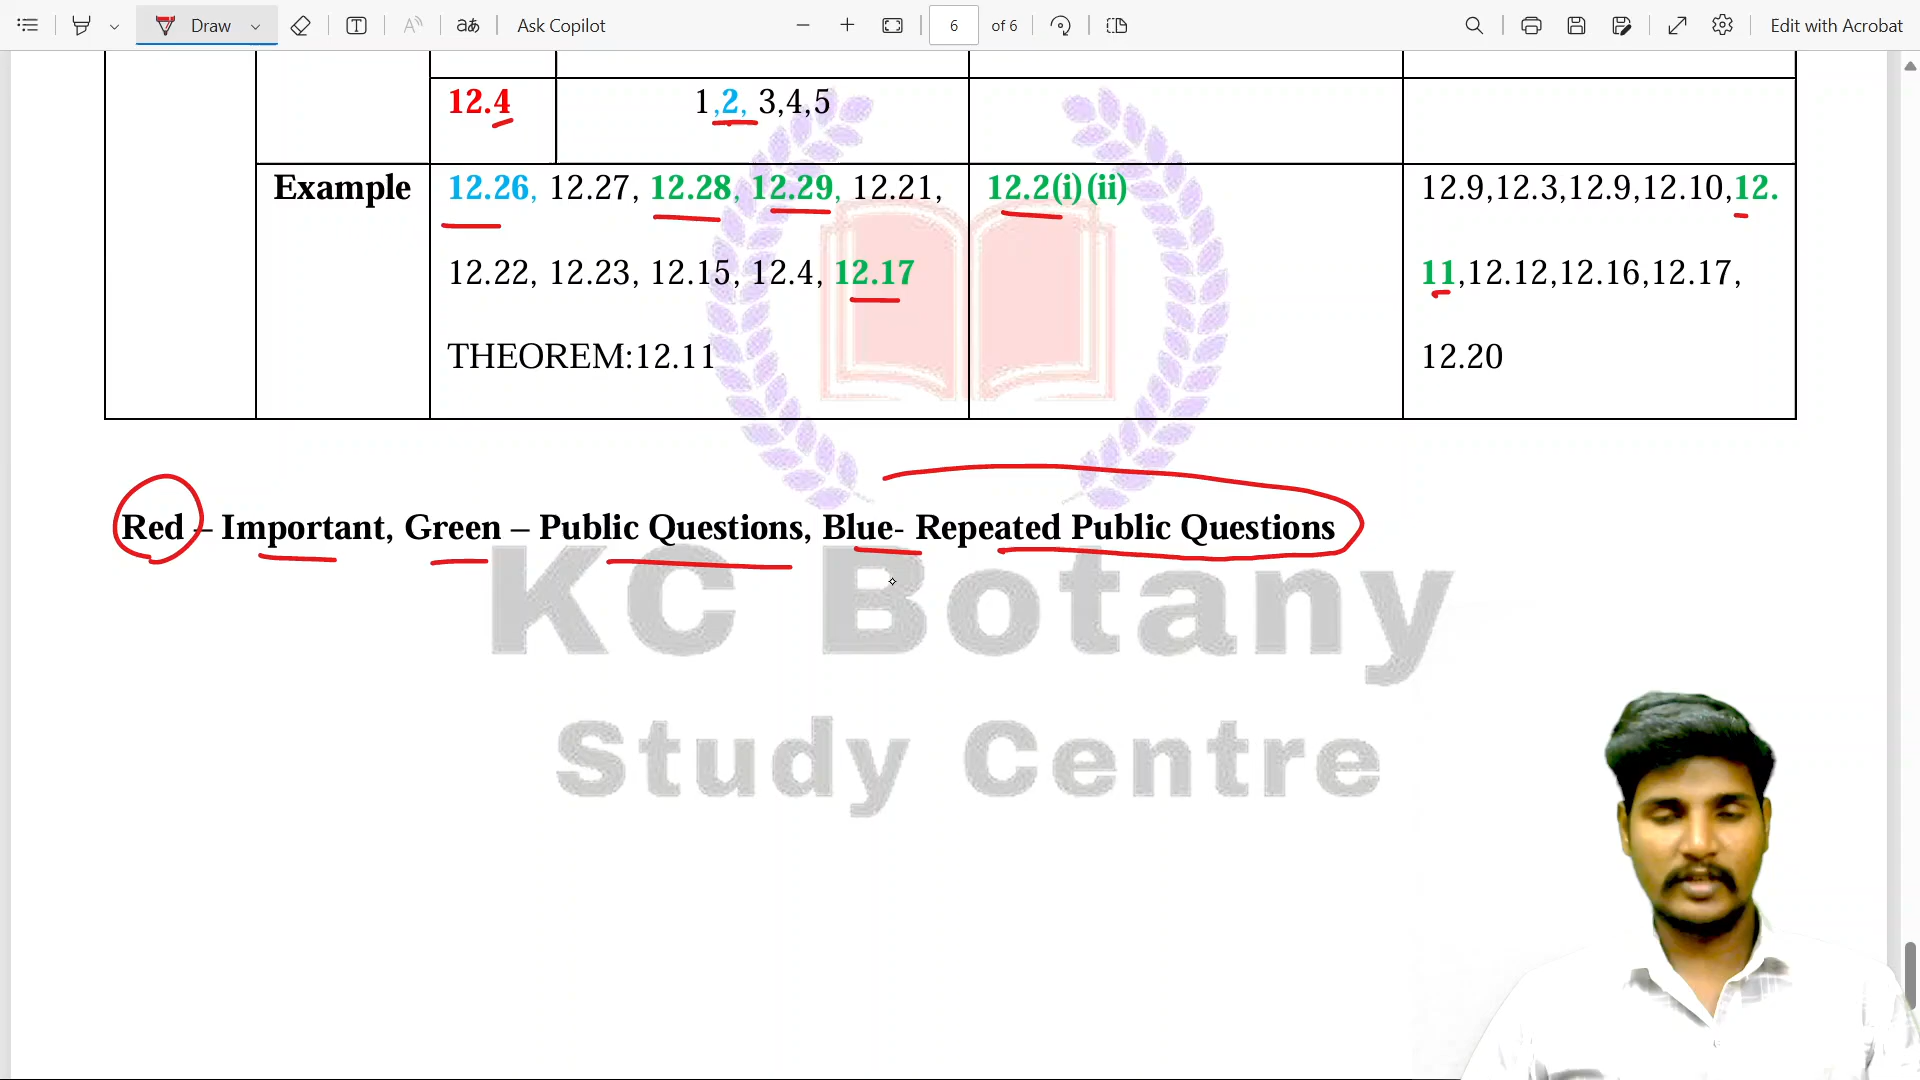 Draw
Ask Copilot
6 of 6
Edit with Acrobat
12.4 1,2, 3,4,5
Example 12.26, 12.27, 12.28, 12.29, 12.21, 12.2(i)(ii) 12.9,12.3,12.9,12.10,12.
12.22, 12.23, 12.15, 12.4, 12.17 11,12.12,12.16,12.17,
THEOREM:12.11 12.20
Red – Important, Green – Public Questions, Blue- Repeated Public Questions
KC Botany
Study Centre